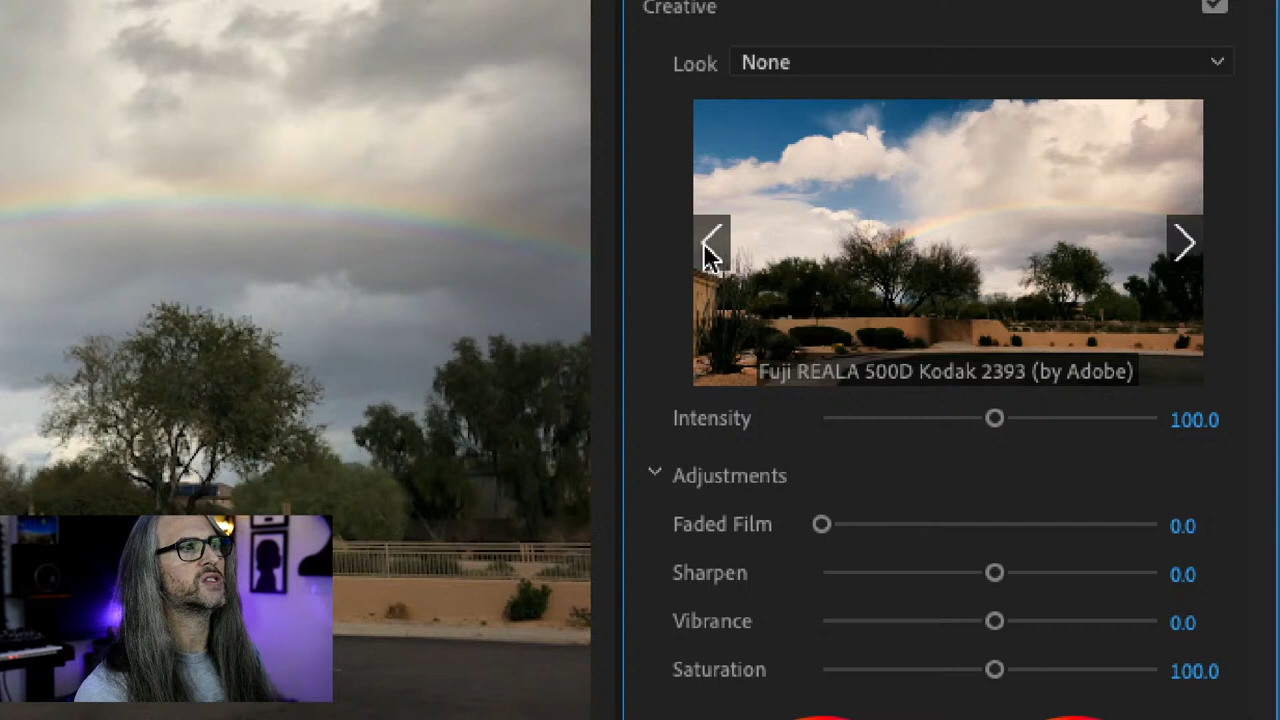 Creative
Look None
Fuji REALA 500D Kodak 2393 (by Adobe)
Intensity 100.0
Adjustments
Faded Film 0.0
Sharpen 0.0
Vibrance 0.0
Saturation 100.0